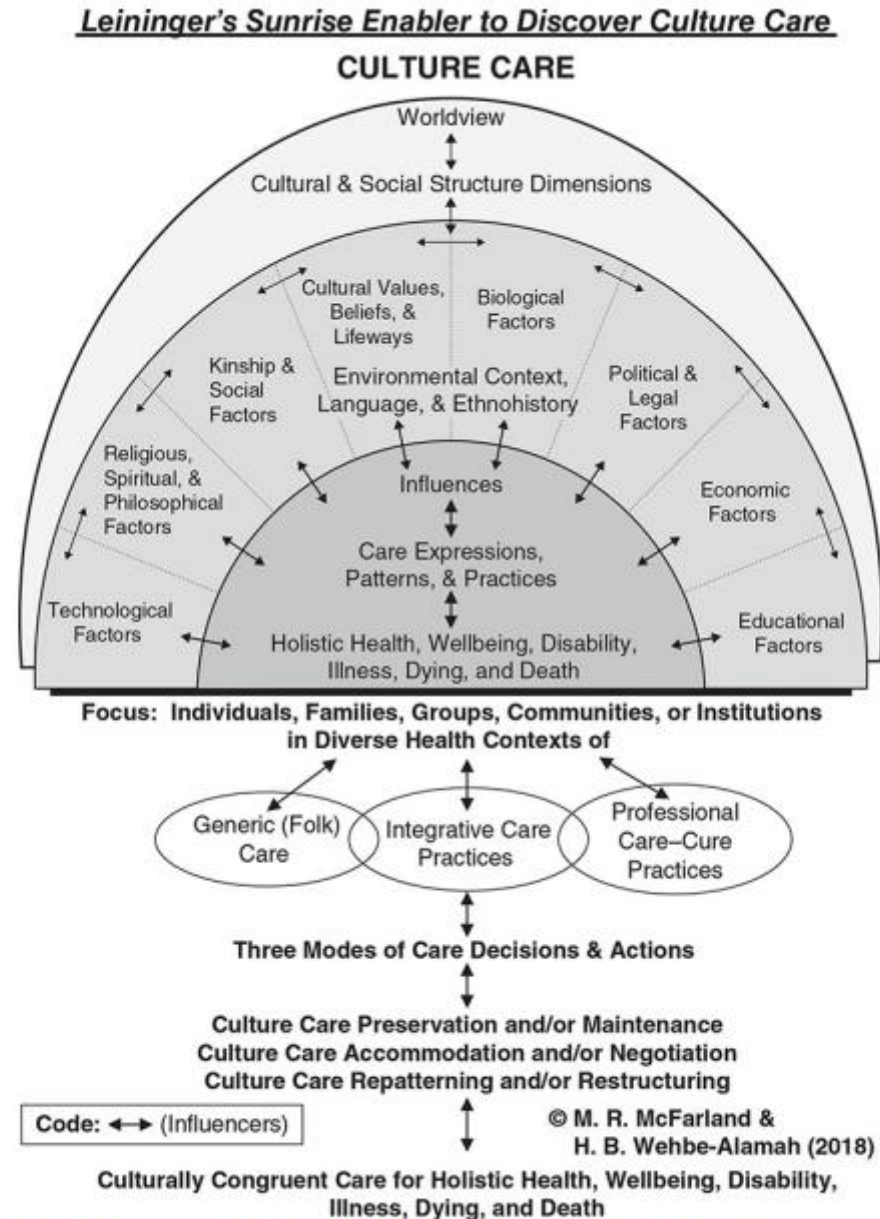 Leininger's Sunrise Enabler to Discover Culture Care
CULTURE CARE
Worldview
Cultural & Social Structure Dimensions
Cultural Values,
Beliefs, &
Lifeways
Biological
Factors
Kinship &
Social
Factors
Environmental Context,
Language, & Ethnohistory
Political &
Legal
Factors
Religious,
Spiritual, &
Philosophical
Factors
Economic
Factors
Technological
Factors
Educational
Factors
Influences
Care Expressions,
Patterns, & Practices
Holistic Health, Wellbeing, Disability,
Illness, Dying, and Death
Focus: Individuals, Families, Groups, Communities, or Institutions
in Diverse Health Contexts of
Generic (Folk)
Care
Integrative Care
Practices
Professional
Care–Cure
Practices
Three Modes of Care Decisions & Actions
Culture Care Preservation and/or Maintenance
Culture Care Accommodation and/or Negotiation
Culture Care Repatterning and/or Restructuring
Code: ↔ (Influencers)
© M. R. McFarland &
H. B. Wehbe-Alamah (2018)
Culturally Congruent Care for Holistic Health, Wellbeing, Disability,
Illness, Dying, and Death